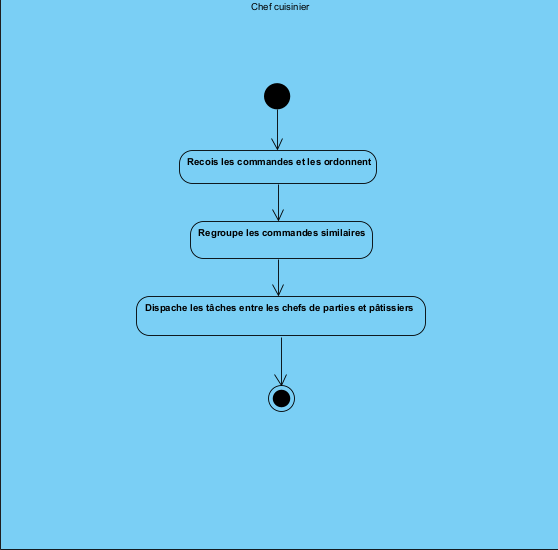 Chef cuisinier
Recois les commandes et les ordonnent
Regroupe les commandes similaires
Dispache les tâches entre les chefs de parties et pâtissiers